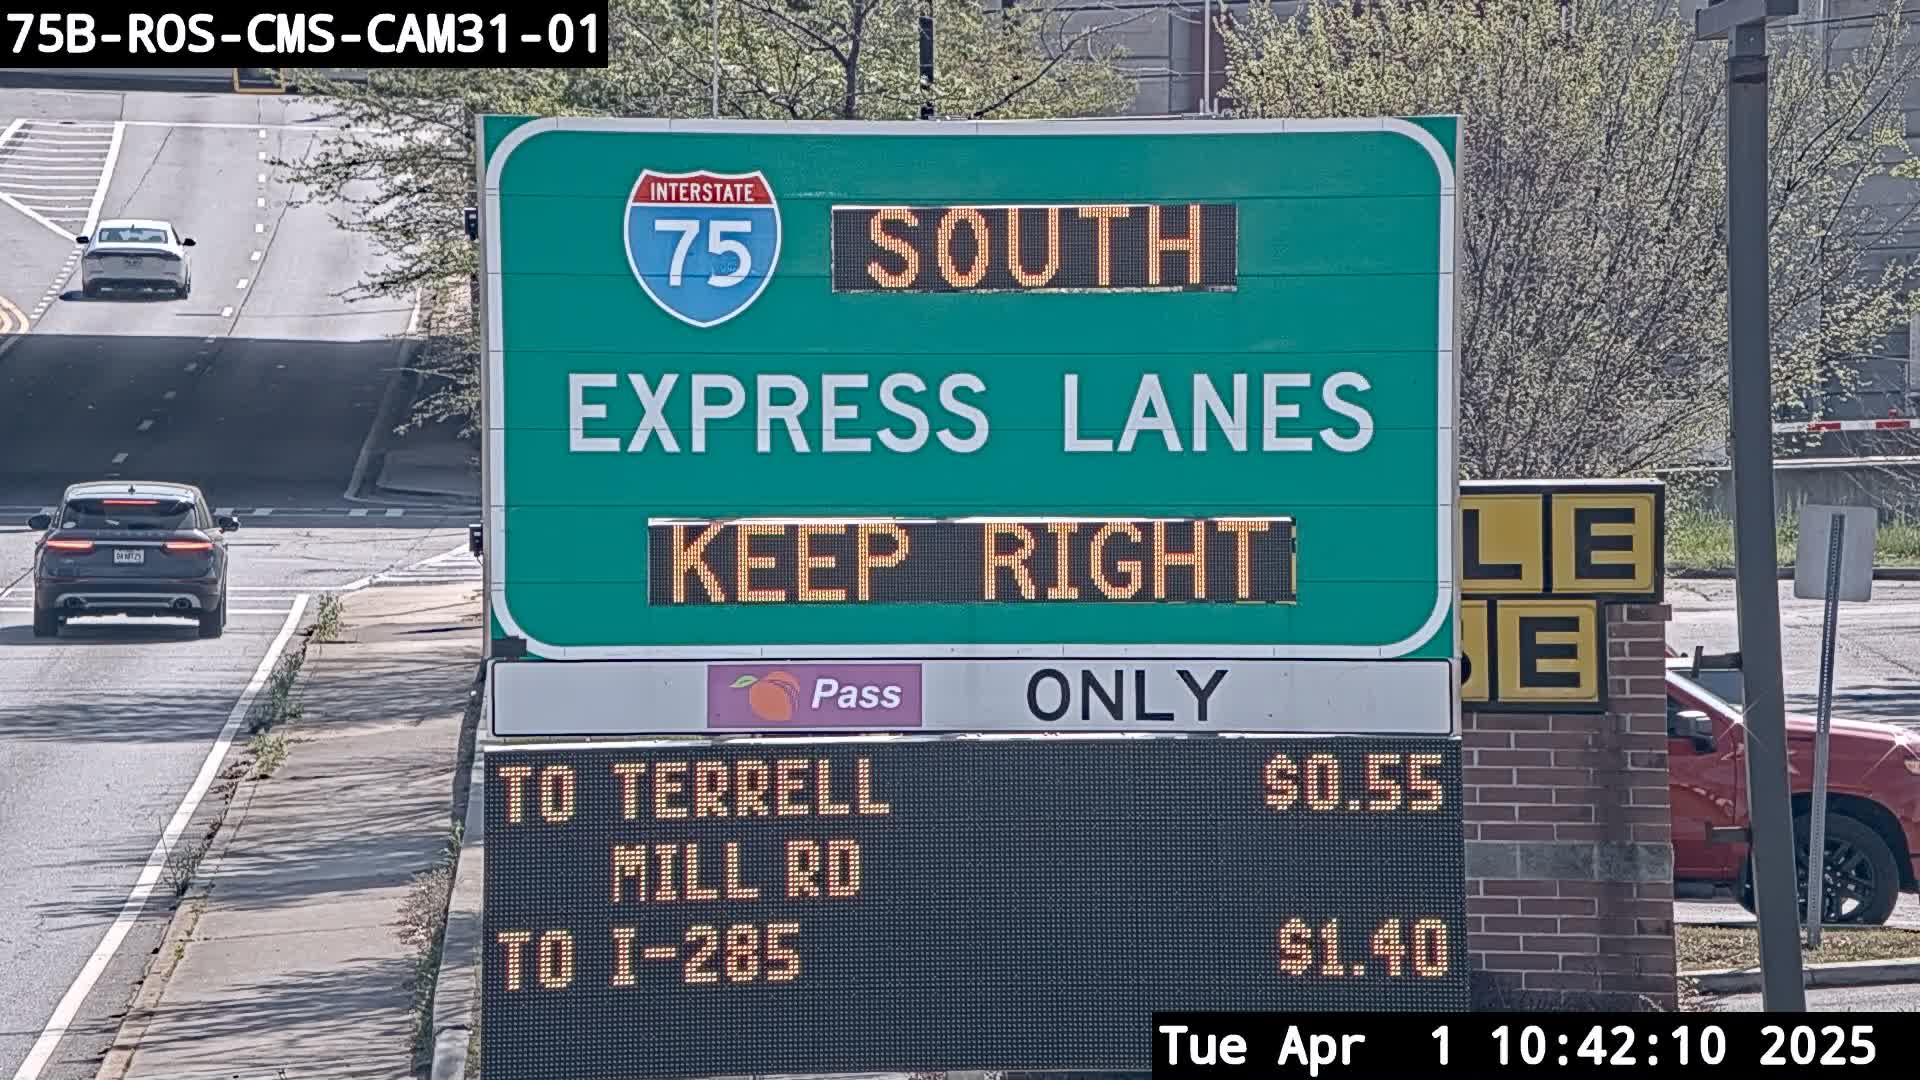 75B-ROS-CMS-CAM31-01
INTERSTATE
75
SOUTH
EXPRESS LANES
KEEP RIGHT
Pass
ONLY
TO TERRELL $0.55
MILL RD
TO I-285 $1.40
LE
E
Tue Apr 1 10:42:10 2025